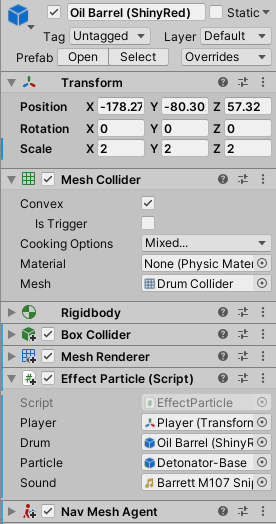 Oil Barrel (ShinyRed) Static
Tag Untagged Layer Default
Prefab Open Select Overrides
Transform
Position X -178.27 Y -80.30 Z 57.32
Rotation X 0 Y 0 Z 0
Scale X 2 Y 2 Z 2
Mesh Collider
Convex
Is Trigger
Cooking Options Mixed...
Material None (Physic Mater
Mesh Drum Collider
Rigidbody
Box Collider
Mesh Renderer
Effect Particle (Script)
Script EffectParticle
Player Player (Transform
Drum Oil Barrel (ShinyR
Particle Detonator-Base
Sound Barrett M107 Snip
Nav Mesh Agent